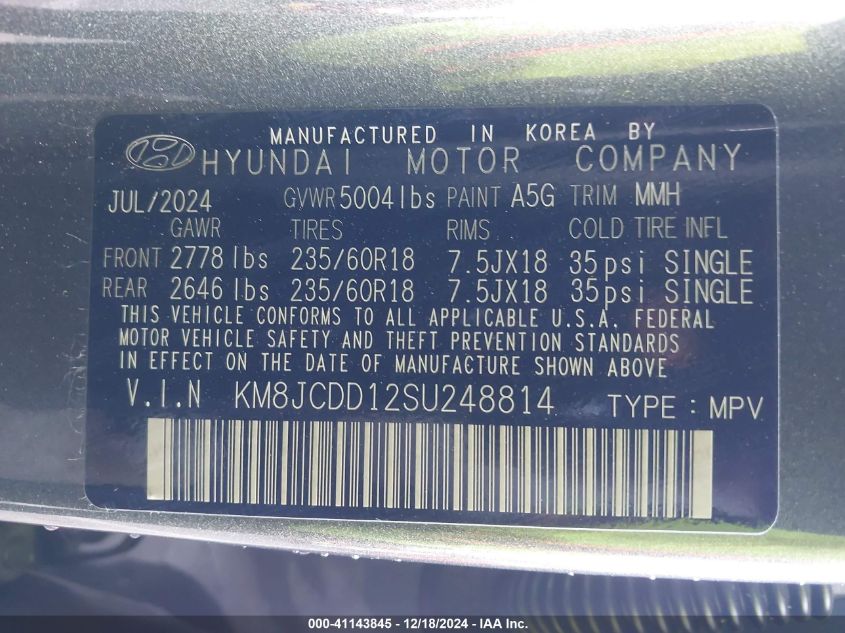 MANUFACTURED IN KOREA BY
HYUNDAI MOTOR COMPANY
JUL/2024 GVWR 5004 lbs PAINT A5G TRIM MMH
GAWR TIRES RIMS COLD TIRE INFL
FRONT 2778 lbs 235/60R18 7.5JX18 35psi SINGLE
REAR 2646 lbs 235/60R18 7.5JX18 35psi SINGLE
THIS VEHICLE CONFORMS TO ALL APPLICABLE U.S.A. FEDERAL
MOTOR VEHICLE SAFETY AND THEFT PREVENTION STANDARDS
IN EFFECT ON THE DATE OF MANUFACTURE SHOWN ABOVE
V.I.N KM8JCDD12SU248814 TYPE : MPV
000-41143845 - 12/18/2024 - IAA Inc.